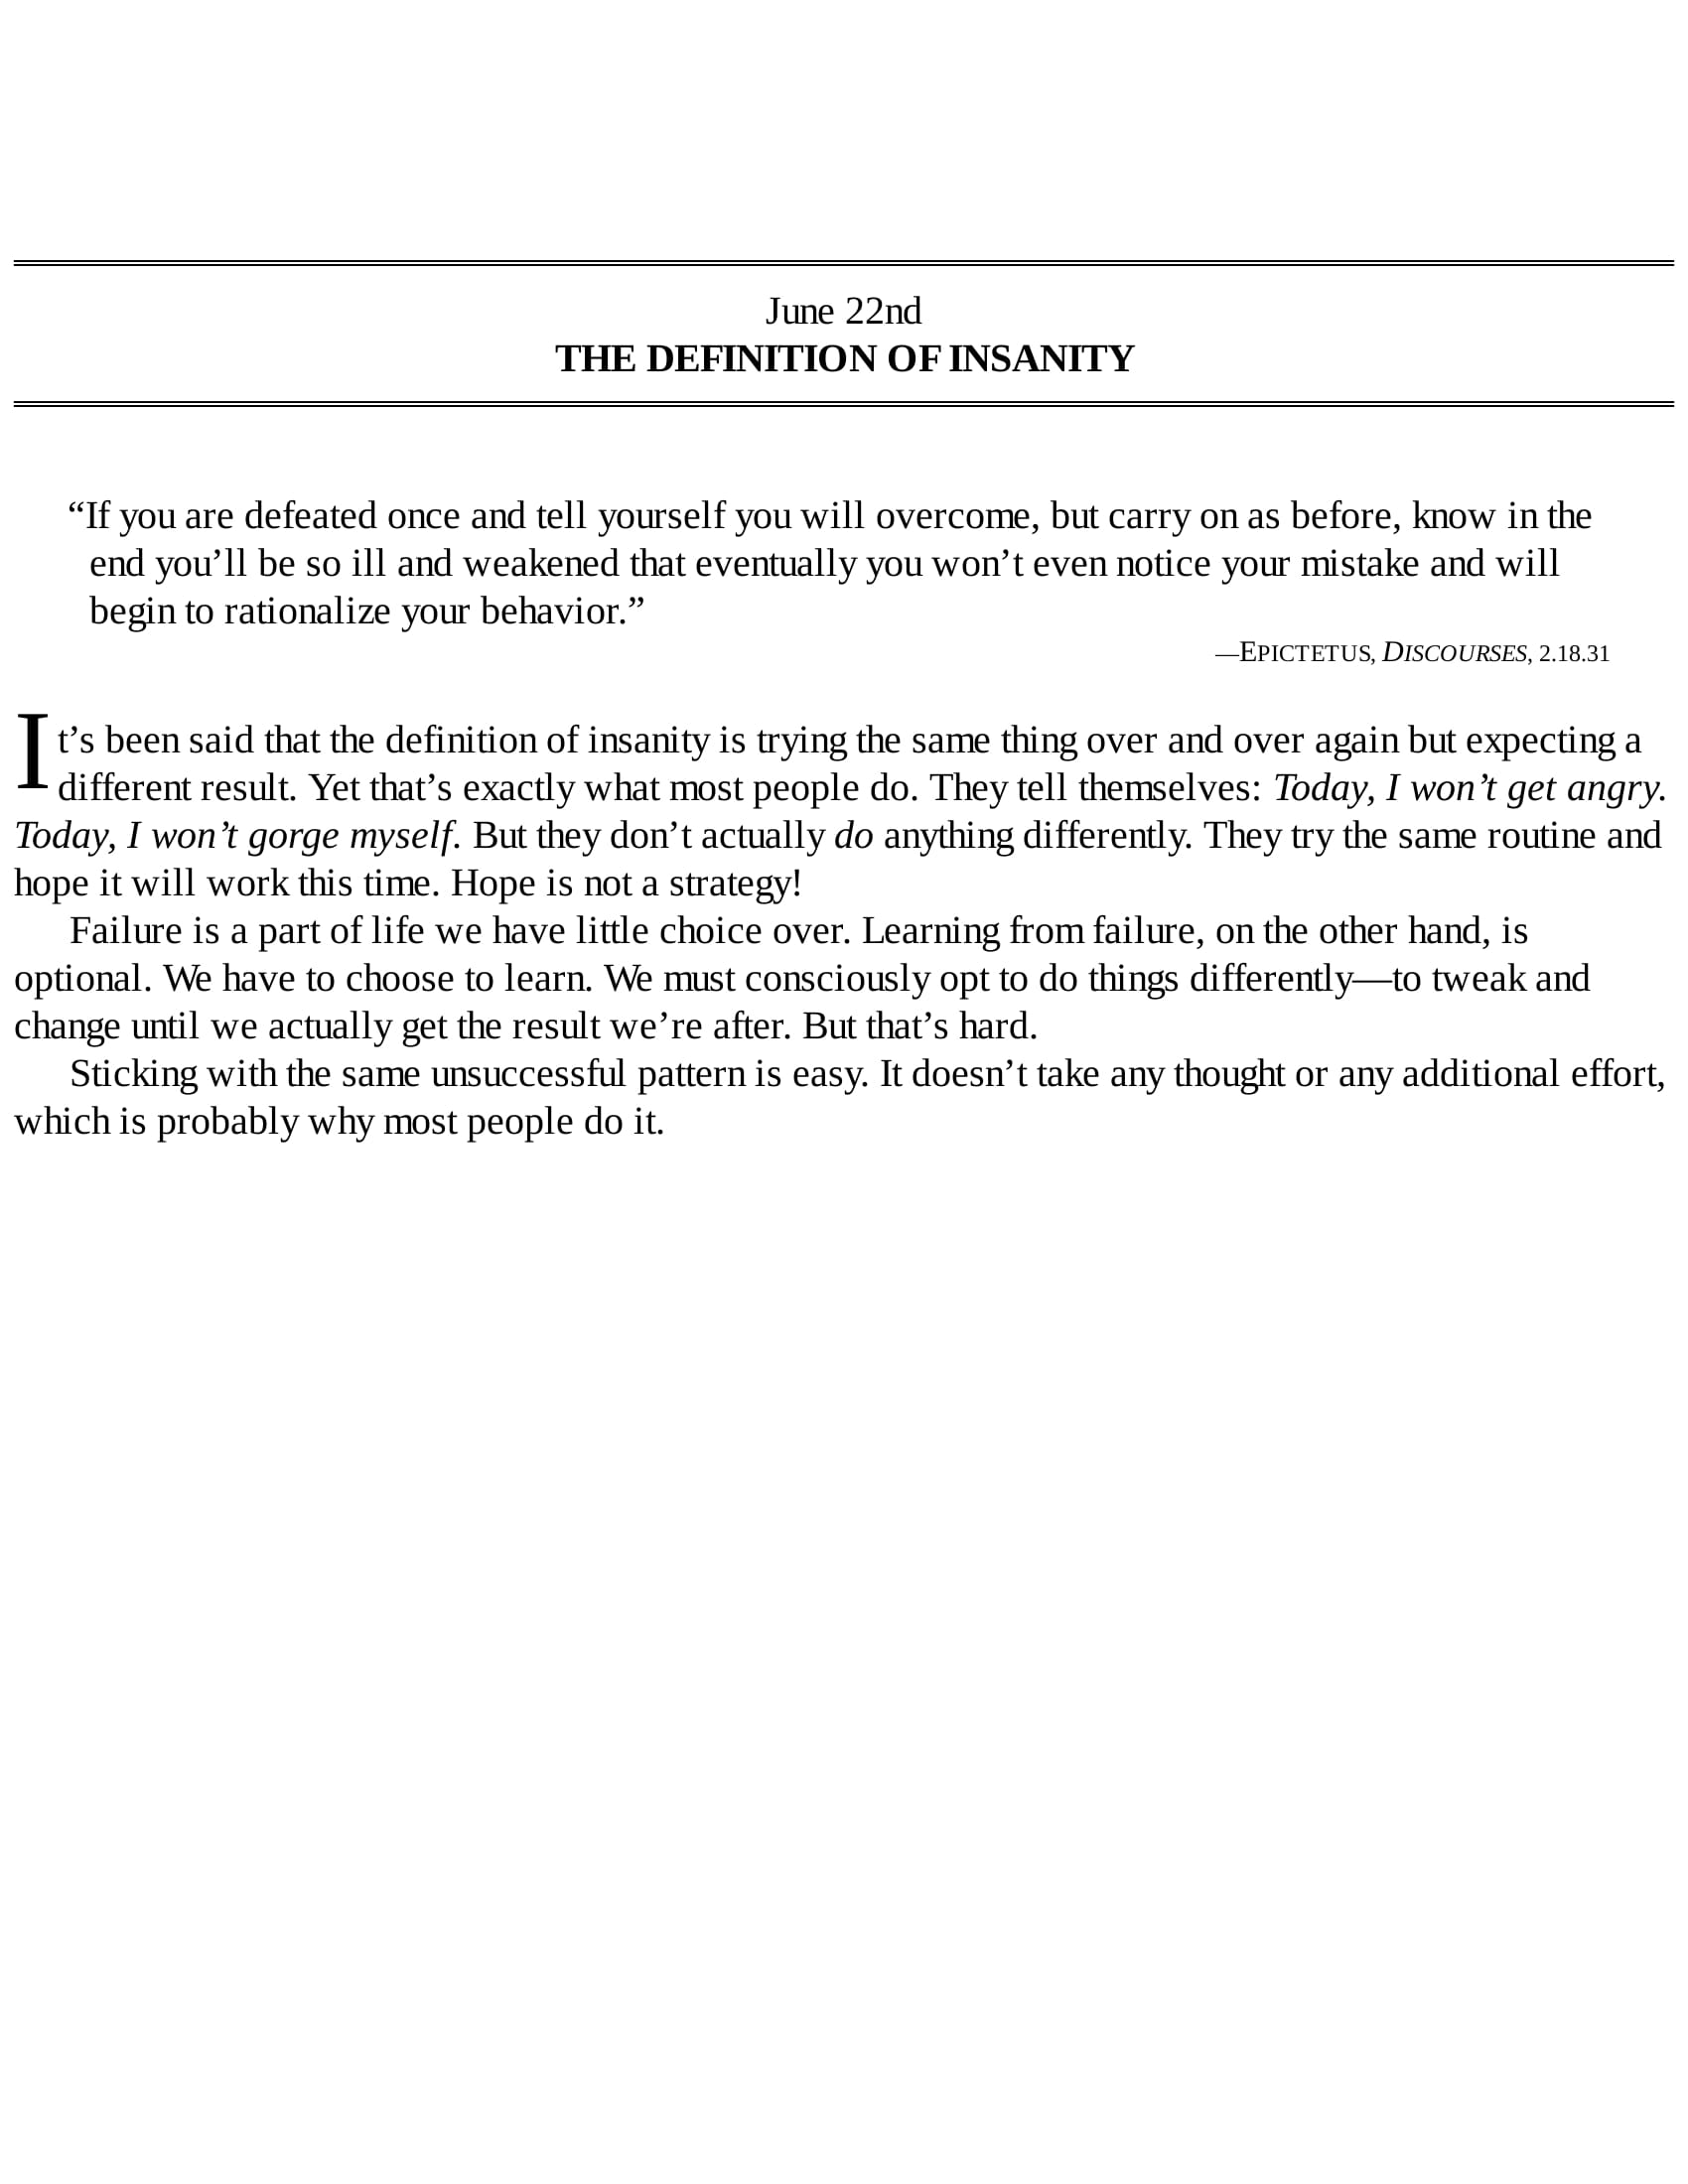 June 22nd
THE DEFINITION OF INSANITY
“If you are defeated once and tell yourself you will overcome, but carry on as before, know in the
end you’ll be so ill and weakened that eventually you won’t even notice your mistake and will
begin to rationalize your behavior.”
—EPICTETUS, DISCOURSES, 2.18.31
It’s been said that the definition of insanity is trying the same thing over and over again but expecting a
different result. Yet that’s exactly what most people do. They tell themselves: Today, I won’t get angry.
Today, I won’t gorge myself. But they don’t actually do anything differently. They try the same routine and
hope it will work this time. Hope is not a strategy!
Failure is a part of life we have little choice over. Learning from failure, on the other hand, is
optional. We have to choose to learn. We must consciously opt to do things differently—to tweak and
change until we actually get the result we’re after. But that’s hard.
Sticking with the same unsuccessful pattern is easy. It doesn’t take any thought or any additional effort,
which is probably why most people do it.